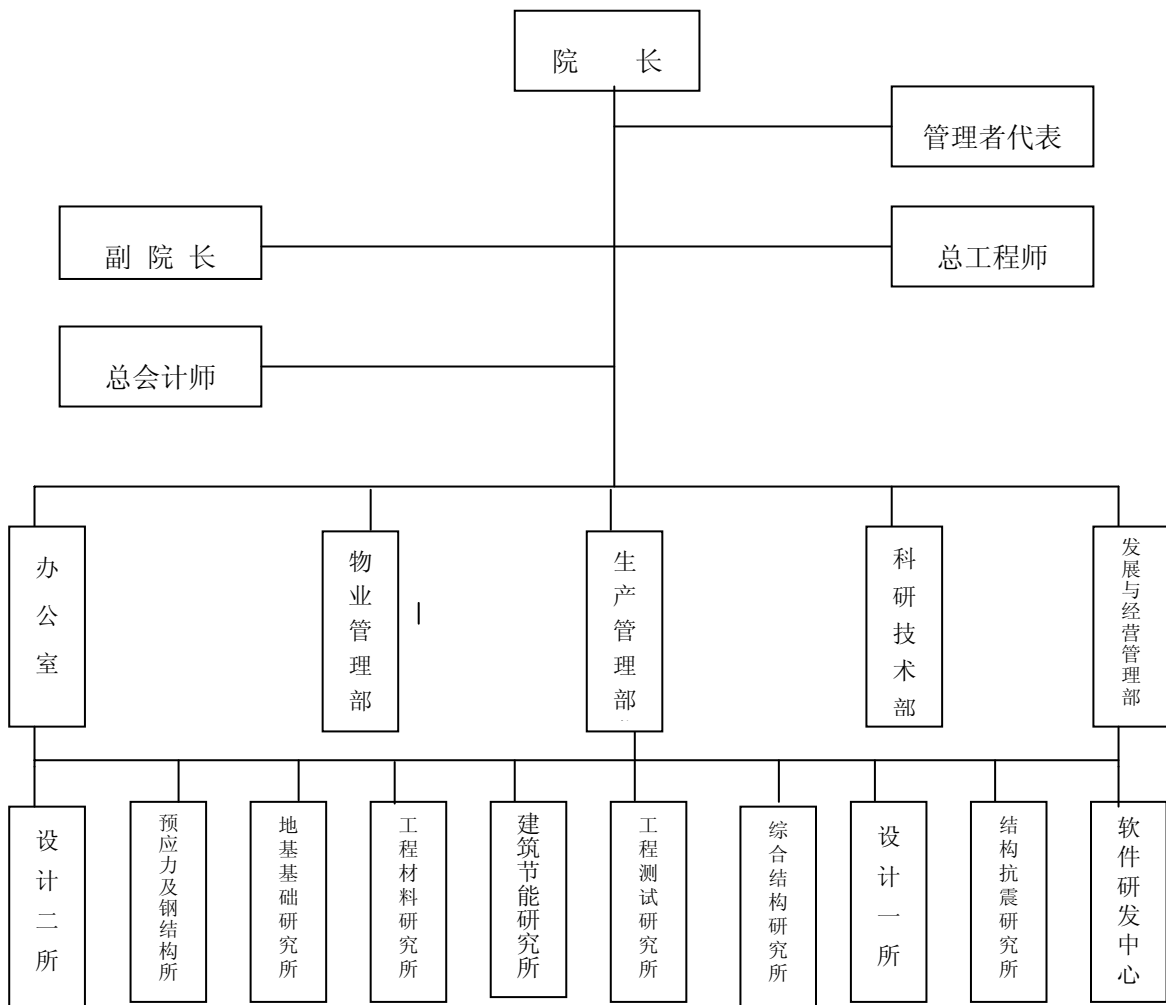 院 长
管理者代表
副 院 长
总工程师
总会计师
办公室
物业管理部
生产管理部
科研技术部
发展与经营管理部
设计二所
预应力及钢结构所
地基基础研究所
工程材料研究所
建筑节能研究所
工程测试研究所
综合结构研究所
设计一所
结构抗震研究所
软件研发中心